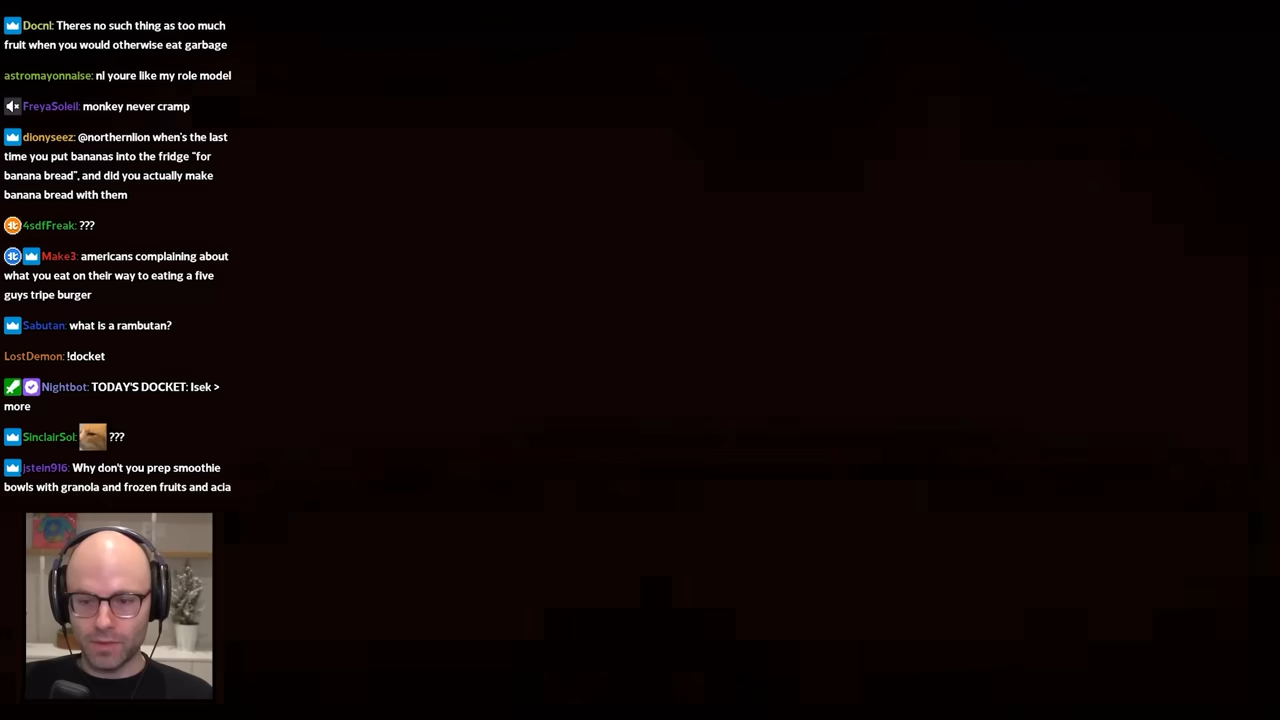 Docnl: Theres no such thing as too much
fruit when you would otherwise eat garbage
astromayonnaise: nl youre like my role model
FreyaSoleil: monkey never cramp
dionyseez: @northernlion when's the last
time you put bananas into the fridge "for
banana bread", and did you actually make
banana bread with them
4sdfFreak: ???
Make3: americans complaining about
what you eat on their way to eating a five
guys tripe burger
Sabutan: what is a rambutan?
LostDemon: !docket
Nightbot: TODAY'S DOCKET: Isek >
more
SinclairSol: ???
jstein916: Why don't you prep smoothie
bowls with granola and frozen fruits and acia